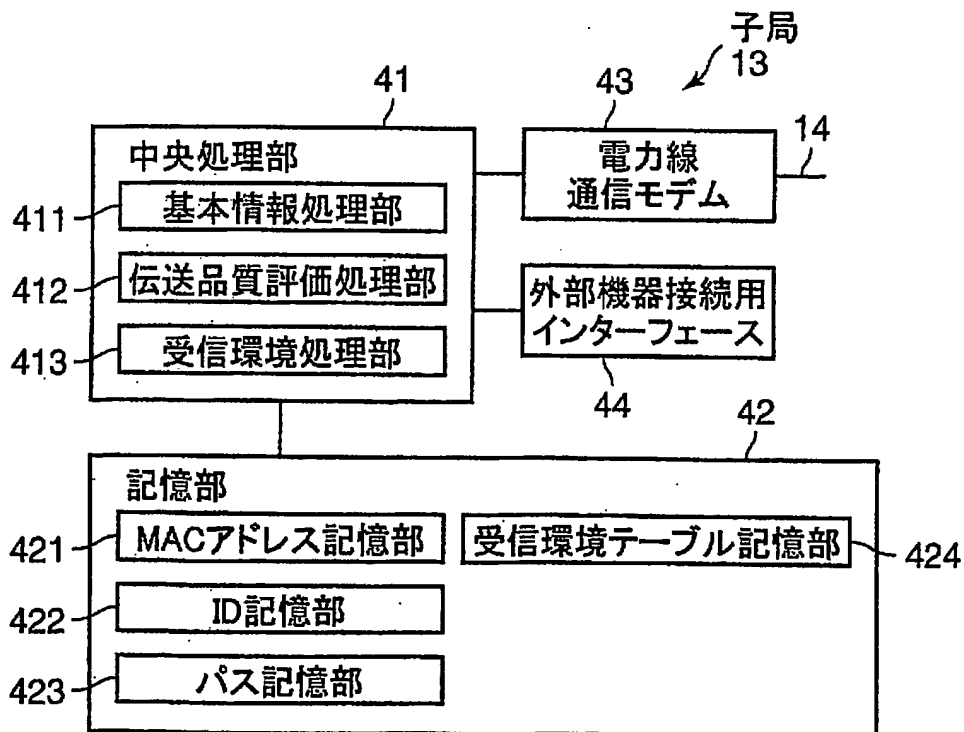 子局
13
41
43
14
中央処理部
電力線
通信モデム
411
基本情報処理部
412
伝送品質評価処理部
外部機器接続用
インターフェース
413
受信環境処理部
44
42
記憶部
421
MACアドレス記憶部
受信環境テーブル記憶部
424
422
ID記憶部
423
パス記憶部